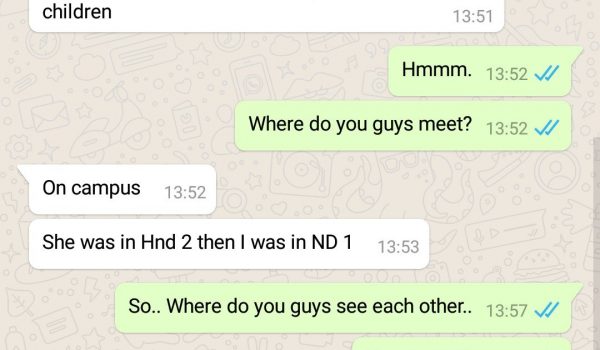 children
13:51
Hmmm. 13:52
Where do you guys meet? 13:52
On campus 13:52
She was in Hnd 2 then I was in ND 1 13:53
So.. Where do you guys see each other.. 13:57